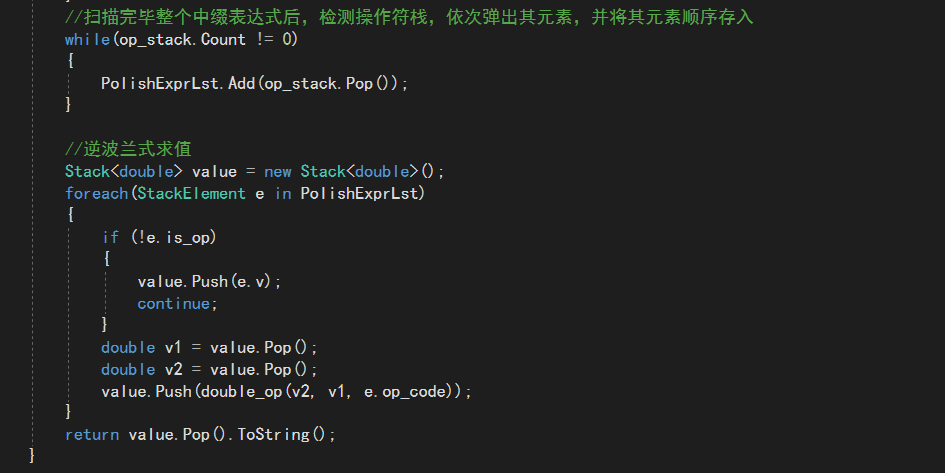 //扫描完毕整个中缀表达式后，检测操作符栈，依次弹出其元素，并将其元素顺序存入
while(op_stack.Count != 0)
{
PolishExprLst.Add(op_stack.Pop());
}
//逆波兰式求值
Stack<double> value = new Stack<double>();
foreach(StackElement e in PolishExprLst)
{
if (!e.is_op)
{
value.Push(e.v);
continue;
}
double v1 = value.Pop();
double v2 = value.Pop();
value.Push(double_op(v2, v1, e.op_code));
}
return value.Pop().ToString();
}